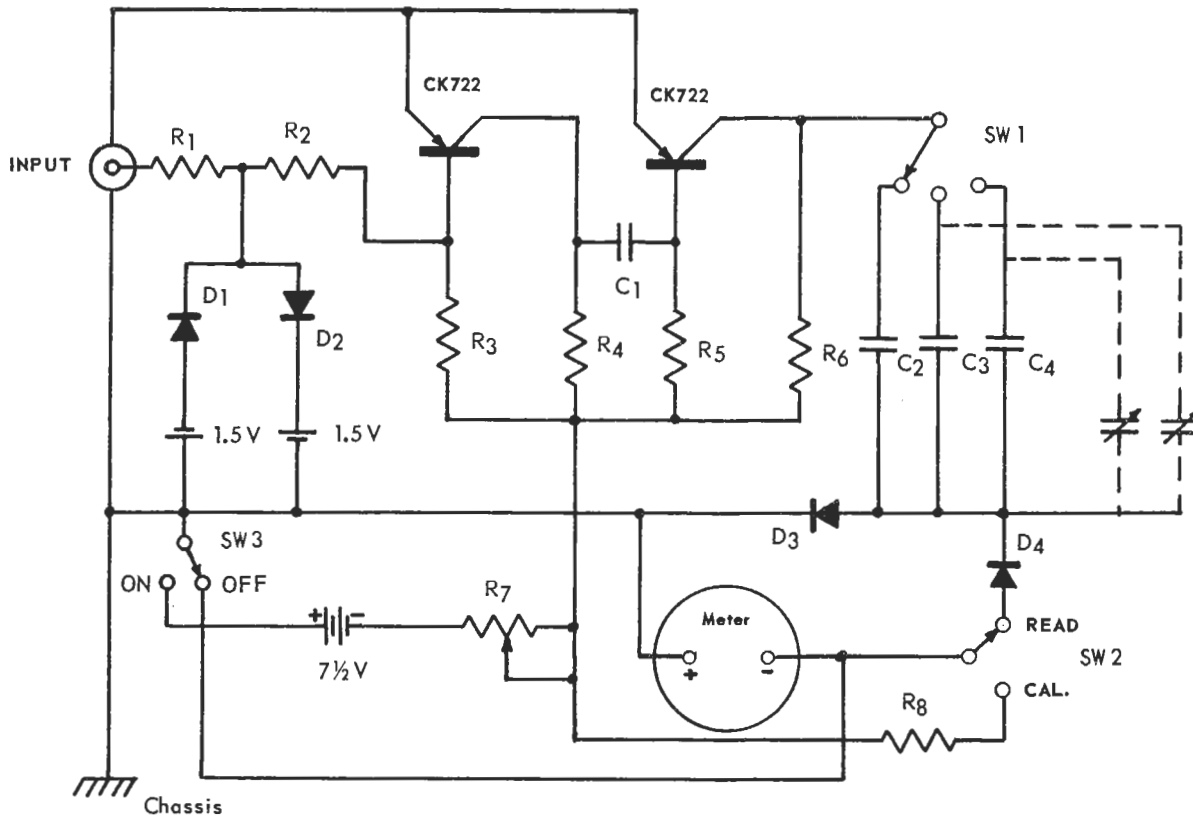 CK722
CK722
SW 1
INPUT
R1
R2
D1
D2
C1
R3
R4
R5
R6
C2
C3
C4
1.5 V
1.5 V
SW3
D3
D4
ON
OFF
R7
+
−
7½ V
Meter
+
−
READ
SW 2
CAL.
R8
Chassis